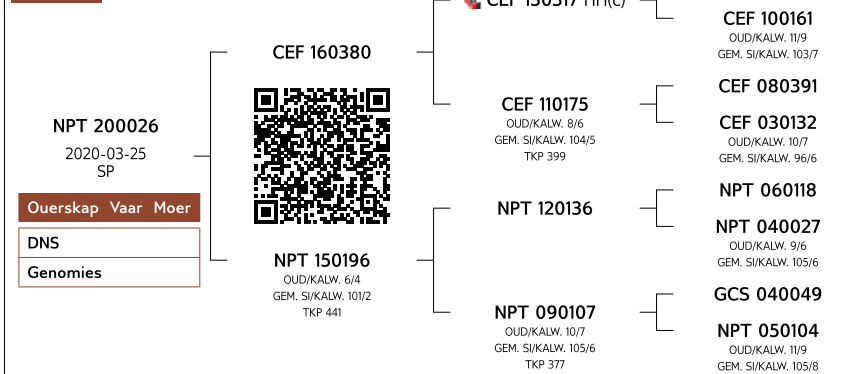 HH(c)
CEF 100161
OUD/KALW. 11/9
GEM. SI/KALW. 103/7
CEF 160380
CEF 080391
CEF 110175
OUD/KALW. 8/6
GEM. SI/KALW. 104/5
TKP 399
CEF 030132
OUD/KALW. 10/7
GEM. SI/KALW. 96/6
NPT 200026
2020-03-25
SP
Ouerskap Vaar Moer
DNS
Genomies
NPT 060118
NPT 120136
NPT 040027
OUD/KALW. 9/6
GEM. SI/KALW. 105/6
NPT 150196
OUD/KALW. 6/4
GEM. SI/KALW. 101/2
TKP 441
GCS 040049
NPT 090107
OUD/KALW. 10/7
GEM. SI/KALW. 105/6
TKP 377
NPT 050104
OUD/KALW. 11/9
GEM. SI/KALW. 105/8